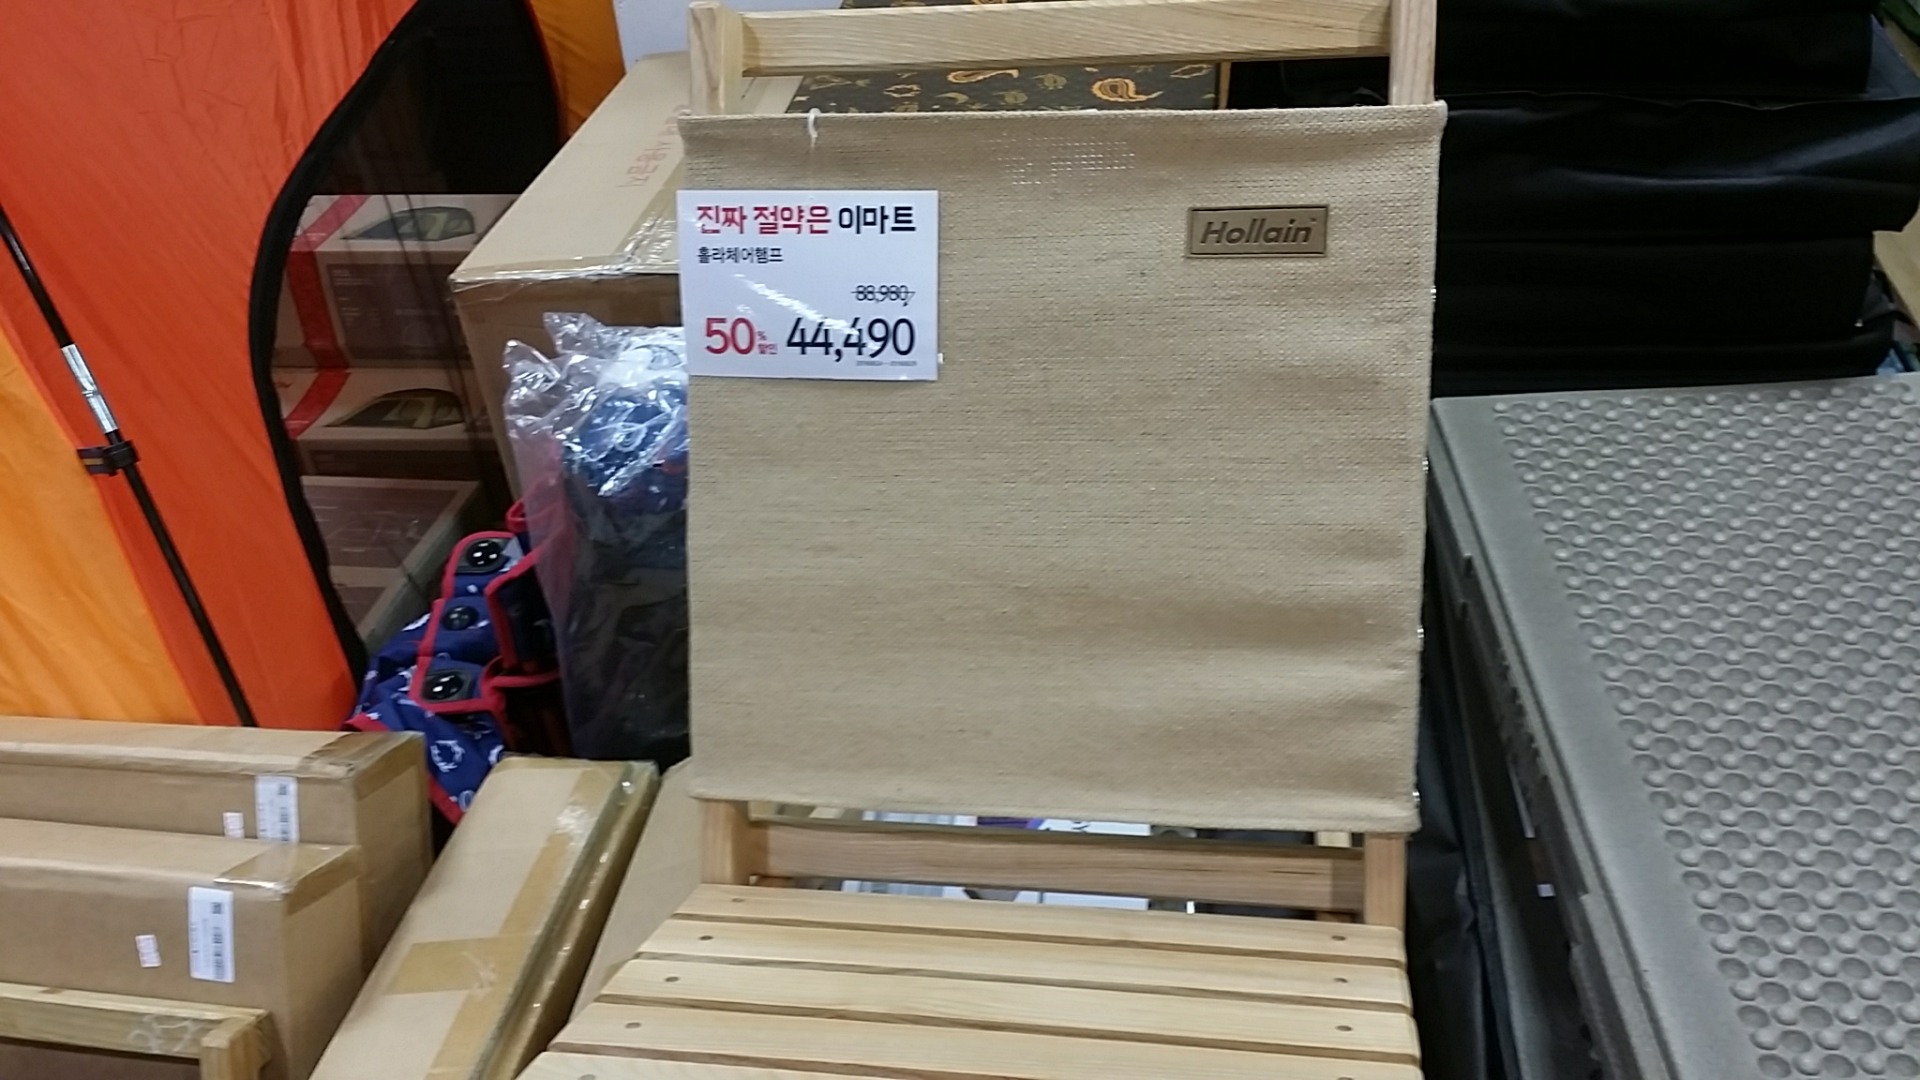 진짜 절약은 이마트
홀라체어햄프
88,980
50%
할인
44,490
Hollain